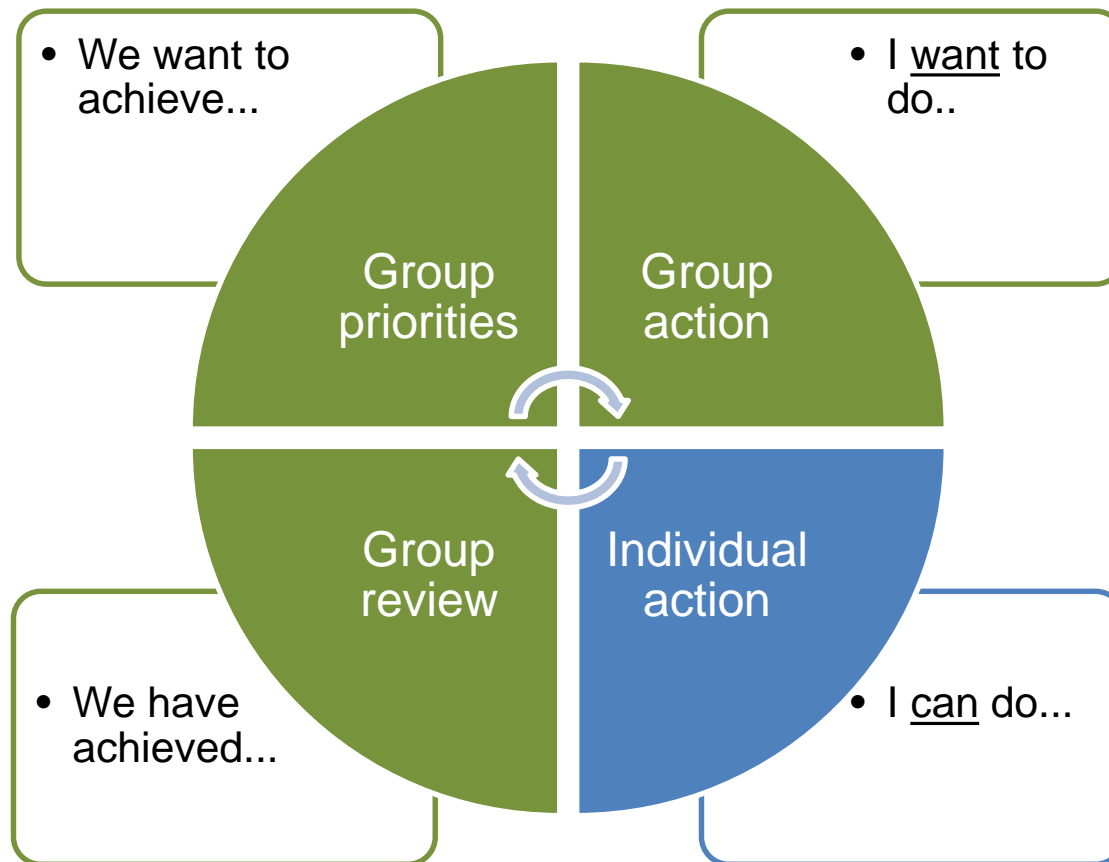 • We want to
achieve...
• I want to
do..
Group
priorities
Group
action
Group
review
Individual
action
• We have
achieved...
• I can do...